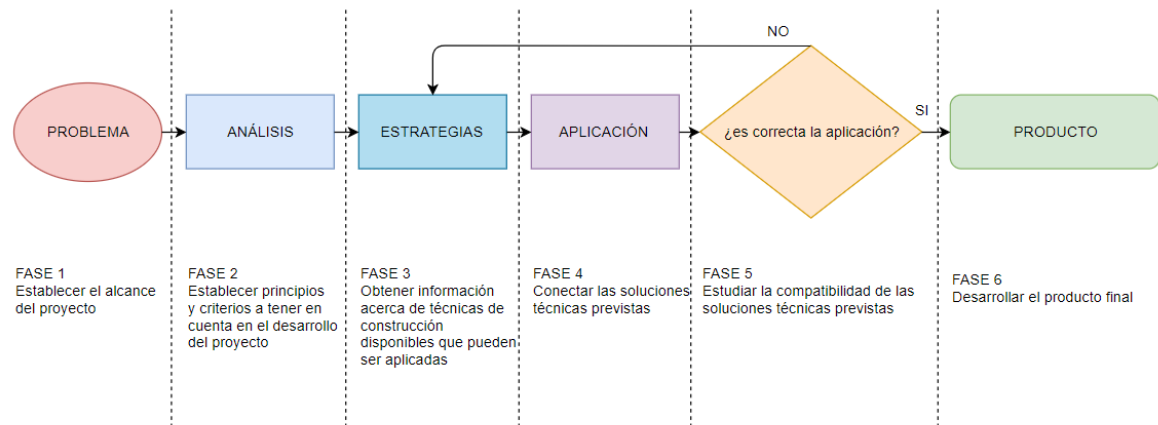 NO
SI
PROBLEMA
ANÁLISIS
ESTRATEGIAS
APLICACIÓN
¿es correcta la aplicación?
PRODUCTO
FASE 1
Establecer el alcance
del proyecto
FASE 2
Establecer principios
y criterios a tener en
cuenta en el desarrollo
del proyecto
FASE 3
Obtener información
acerca de técnicas de
construcción
disponibles que pueden
ser aplicadas
FASE 4
Conectar las soluciones
técnicas previstas
FASE 5
Estudiar la compatibilidad de las
soluciones técnicas previstas
FASE 6
Desarrollar el producto final